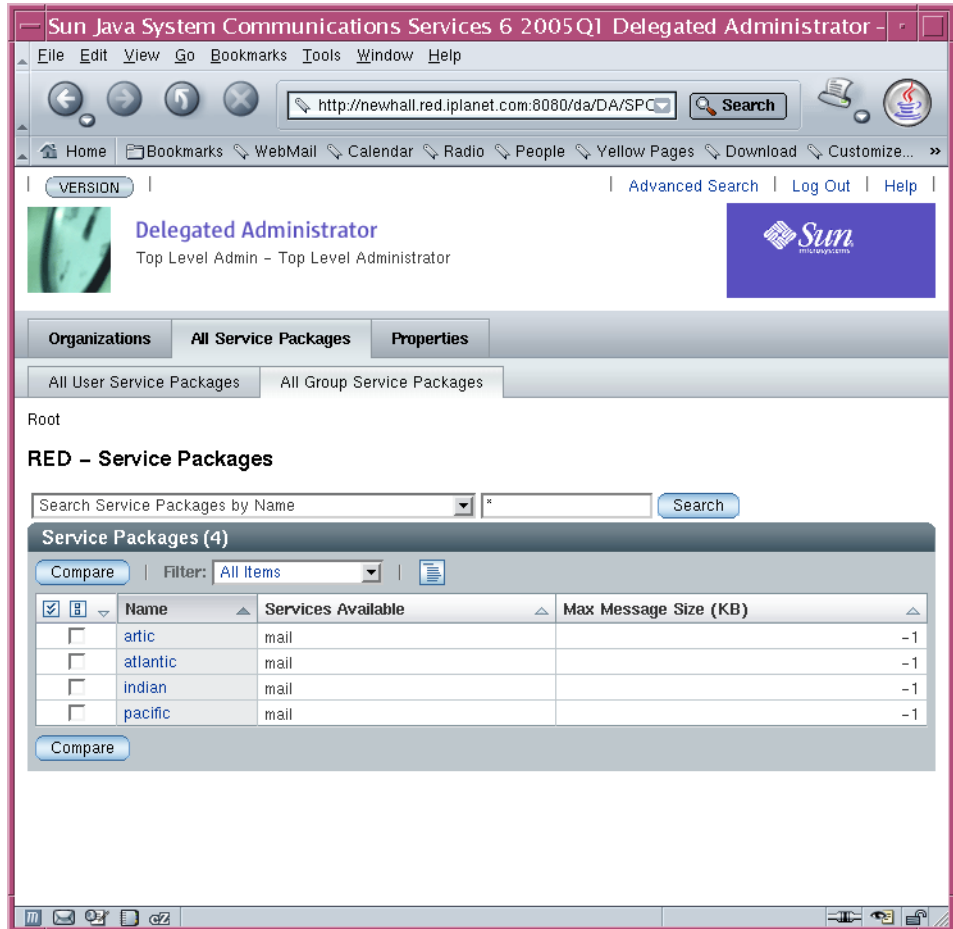 Sun Java System Communications Services 6 2005Q1 Delegated Administrator -
File Edit View Go Bookmarks Tools Window Help
http://newhall.red.iplanet.com:8080/da/DA/SPC Search
Home Bookmarks WebMail Calendar Radio People Yellow Pages Download Customize... »
VERSION | Advanced Search | Log Out | Help |
Delegated Administrator
Top Level Admin – Top Level Administrator
Sun
microsystems
Organizations All Service Packages Properties
All User Service Packages All Group Service Packages
Root
RED – Service Packages
Search Service Packages by Name * Search
Service Packages (4)
Compare | Filter: All Items |
Name Services Available Max Message Size (KB)
artic mail -1
atlantic mail -1
indian mail -1
pacific mail -1
Compare